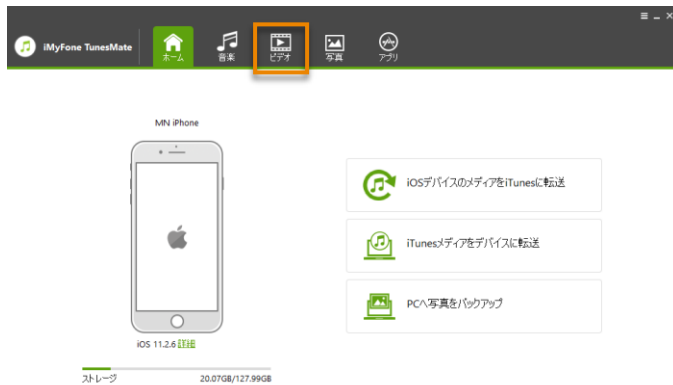 iMyFone TunesMate
ホーム
音楽
ビデオ
写真
アプリ
MN iPhone
iOSデバイスのメディアをiTunesに転送
iTunesメディアをデバイスに転送
PCへ写真をバックアップ
iOS 11.2.6 詳細
ストレージ 20.07GB/127.99GB